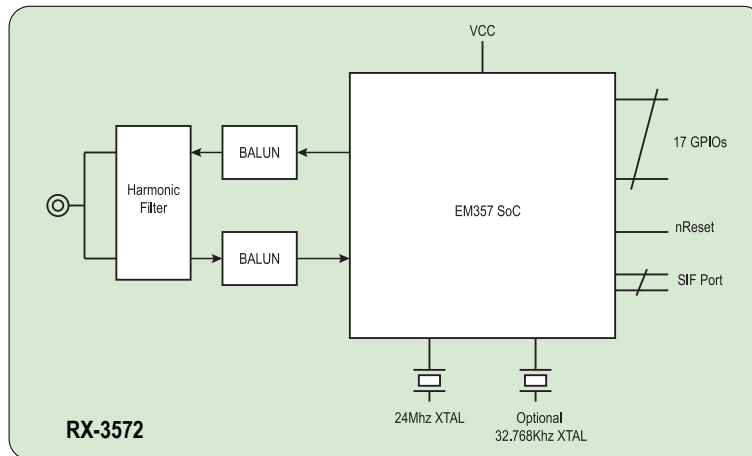 VCC
17 GPIOs
BALUN
Harmonic
Filter
EM357 SoC
nReset
BALUN
SIF Port
24Mhz XTAL
Optional
32.768Khz XTAL
RX-3572